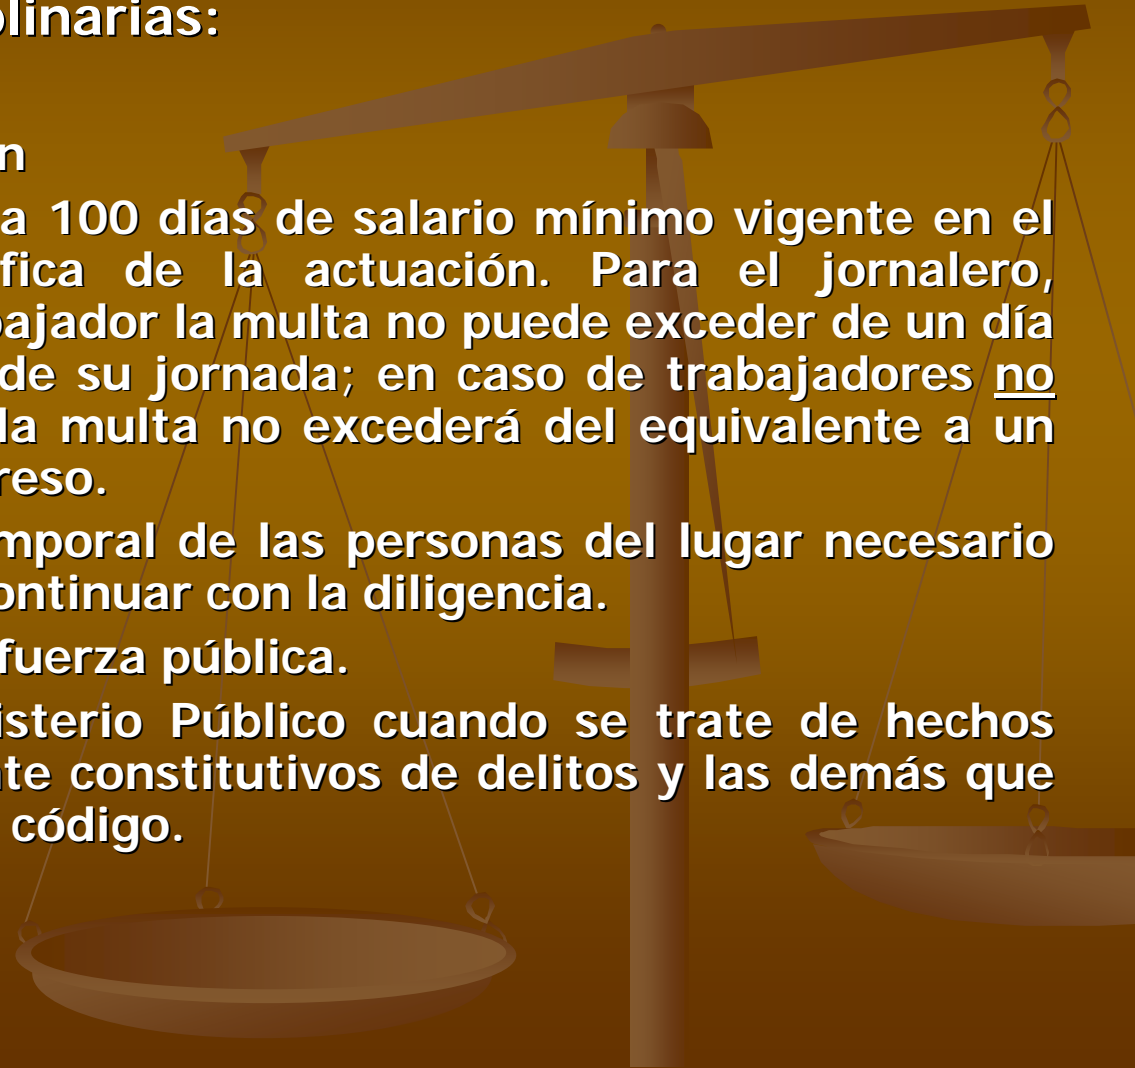 plinarias:
n
a 100 días de salario mínimo vigente en el
fica de la actuación. Para el jornalero,
bajador la multa no puede exceder de un día
de su jornada; en caso de trabajadores no
la multa no excederá del equivalente a un
reso.
mporal de las personas del lugar necesario
ontinuar con la diligencia.
fuerza pública.
isterio Público cuando se trate de hechos
nte constitutivos de delitos y las demás que
código.